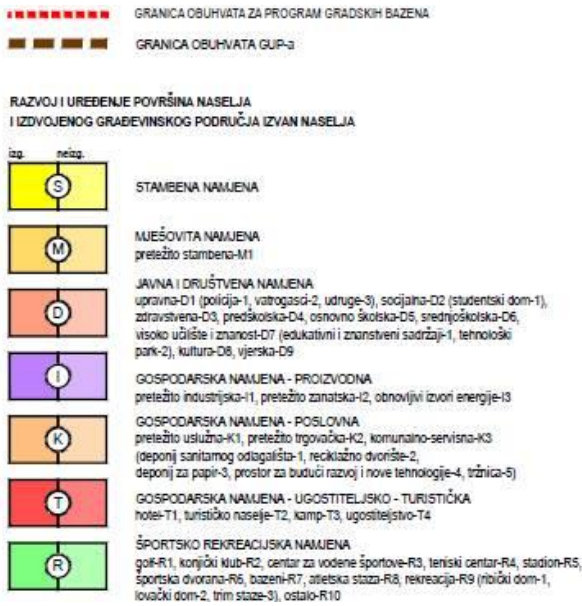 GRANICA OBUHVATA ZA PROGRAM GRADSKIH BAZENA
GRANICA OBUHVATA GUP-a
RAZVOJ I UREĐENJE POVRŠINA NASELJA
I IZDVOJENOG GRAĐEVINSKOG PODRUČJA IZVAN NASELJA
izg. neizg.
S STAMBENA NAMJENA
MJEŠOVITA NAMJENA
M pretežito stambena-M1
JAVNA I DRUŠTVENA NAMJENA
upravna-D1 (policija-1, vatrogasci-2, udruge-3), socijalna-D2 (studentski dom-1),
D zdravstvena-D3, predškolska-D4, osnovno školska-D5, srednjoškolska-D6,
visoko učilište i znanost-D7 (edukativni i znanstveni sadržaji-1, tehnološki
park-2), kultura-D8, vjerska-D9
I GOSPODARSKA NAMJENA - PROIZVODNA
pretežito industrijska-I1, pretežito zanatska-I2, obnovljivi izvori energije-I3
GOSPODARSKA NAMJENA - POSLOVNA
K pretežito uslužna-K1, pretežito trgovačka-K2, komunalno-servisna-K3
(deponij sanitarnog odlagališta-1, reciklažno dvorište-2,
deponij za papir-3, prostor za budući razvoj i nove tehnologije-4, tržnica-5)
T GOSPODARSKA NAMJENA - UGOSTITELJSKO - TURISTIČKA
hotel-T1, turističko naselje-T2, kamp-T3, ugostiteljstvo-T4
ŠPORTSKO REKREACIJSKA NAMJENA
R golf-R1, konjički klub-R2, centar za vodene športove-R3, teniski centar-R4, stadion-R5,
športska dvorana-R6, bazeni-R7, atletska staza-R8, rekreacija-R9 (ribički dom-1,
lovački dom-2, trim staze-3), ostalo-R10